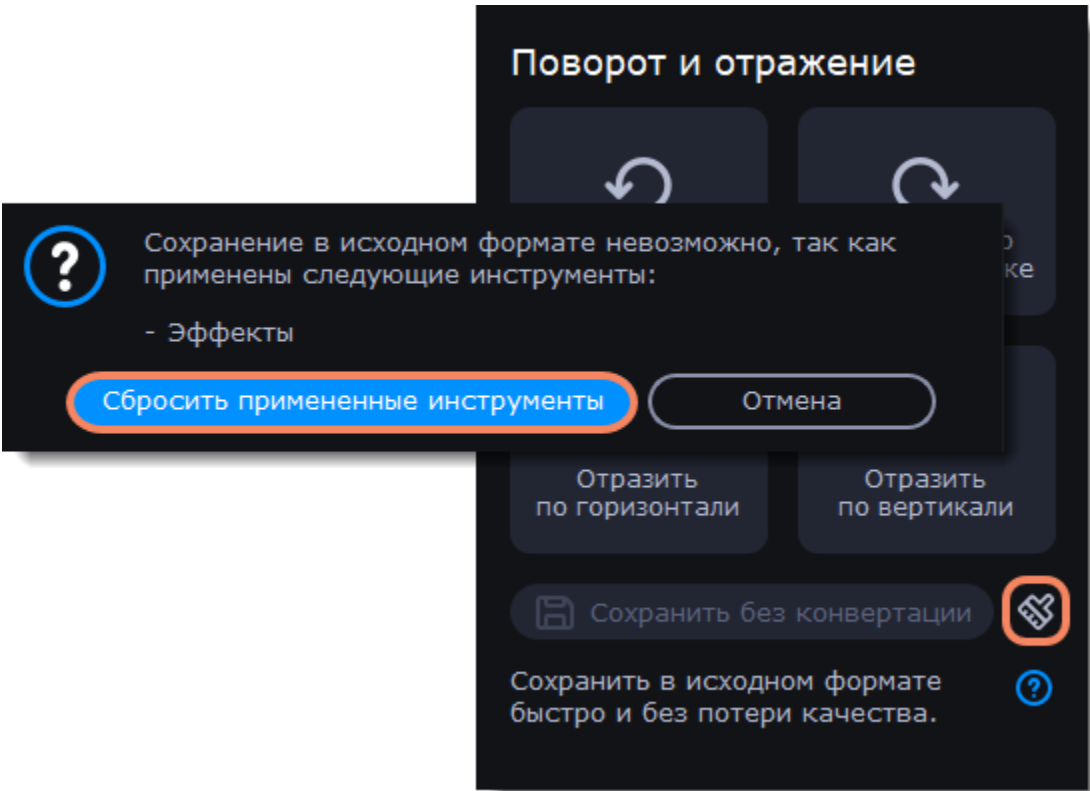 Поворот и отражение
Сохранение в исходном формате невозможно, так как
применены следующие инструменты:
- Эффекты
Сбросить примененные инструменты
Отмена
Отразить
по горизонтали
Отразить
по вертикали
Сохранить без конвертации
Сохранить в исходном формате
быстро и без потери качества.